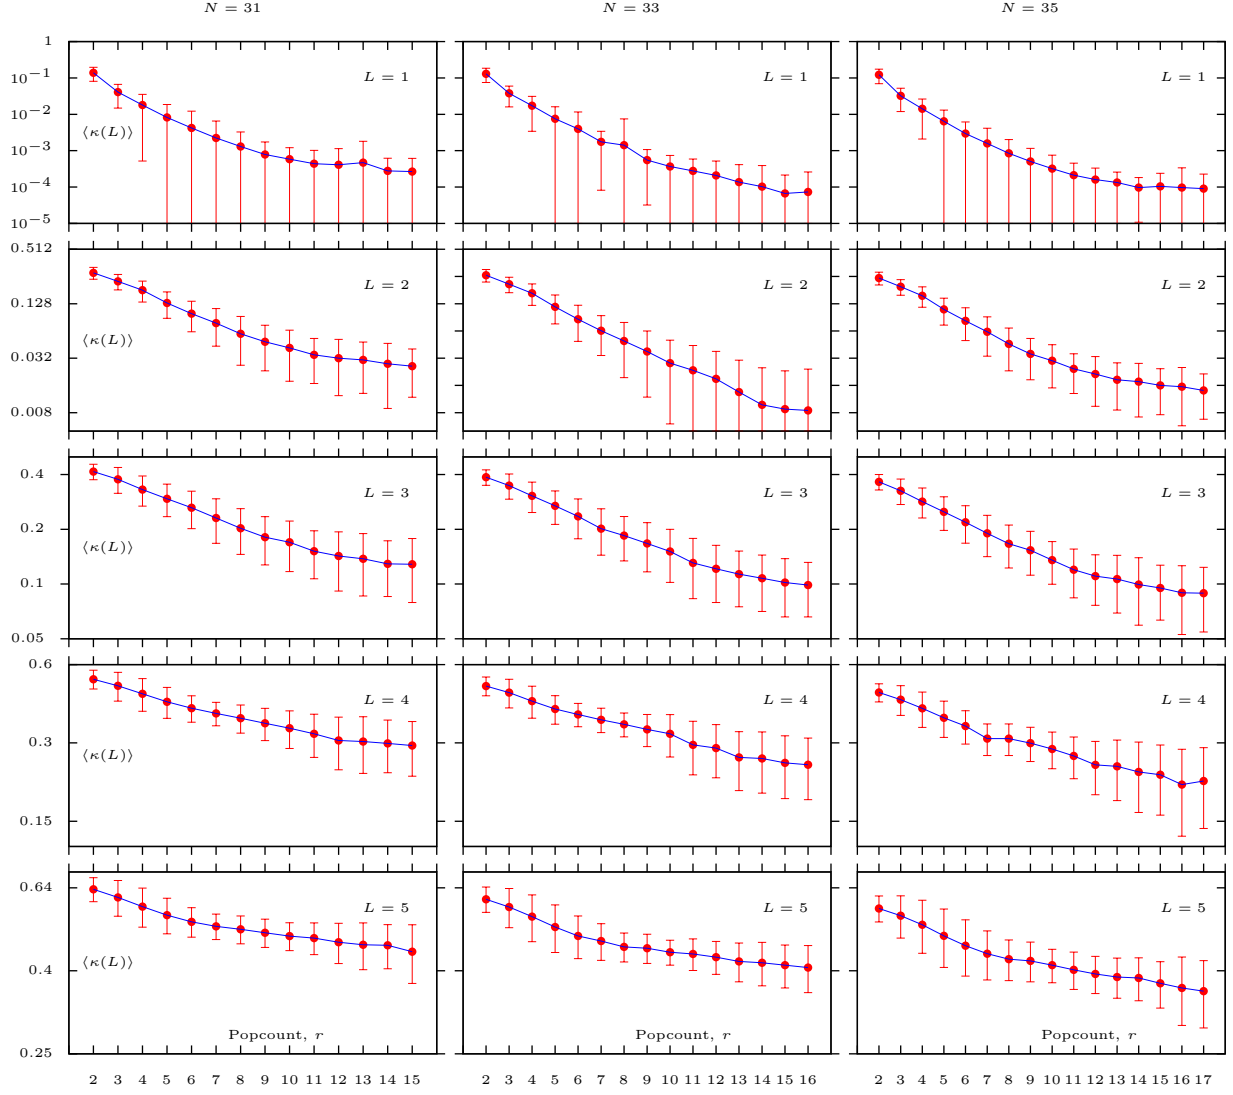 N = 31 N = 33 N = 35
1
10⁻¹ L = 1 L = 1 L = 1
10⁻²
⟨κ(L)⟩
10⁻³
10⁻⁴
10⁻⁵
0.512
L = 2 L = 2 L = 2
0.128
⟨κ(L)⟩
0.032
0.008
0.4
L = 3 L = 3 L = 3
0.2
⟨κ(L)⟩
0.1
0.05
0.6
L = 4 L = 4 L = 4
0.3
⟨κ(L)⟩
0.15
0.64
L = 5 L = 5 L = 5
⟨κ(L)⟩
0.4
Popcount, r Popcount, r Popcount, r
0.25
2 3 4 5 6 7 8 9 10 11 12 13 14 15 2 3 4 5 6 7 8 9 10 11 12 13 14 15 16 2 3 4 5 6 7 8 9 10 11 12 13 14 15 16 17